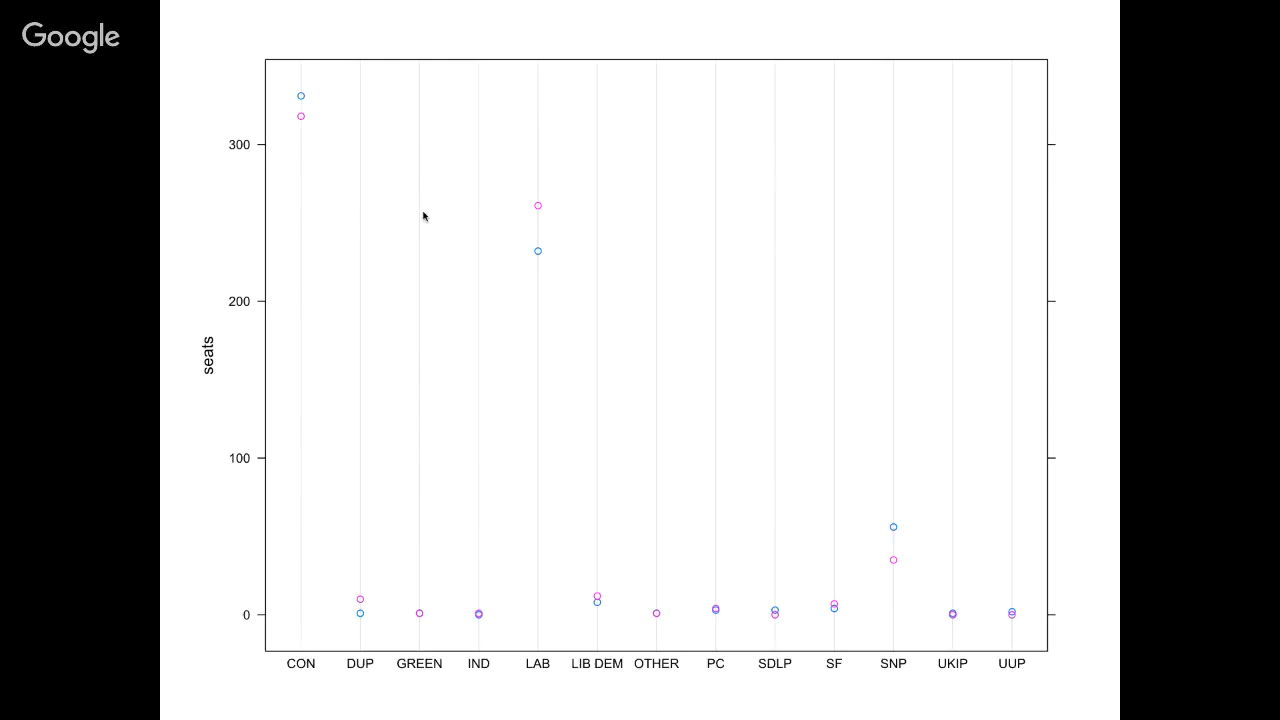 Google
300
200
100
0
seats
CON DUP GREEN IND LAB LIB DEM OTHER PC SDLP SF SNP UKIP UUP